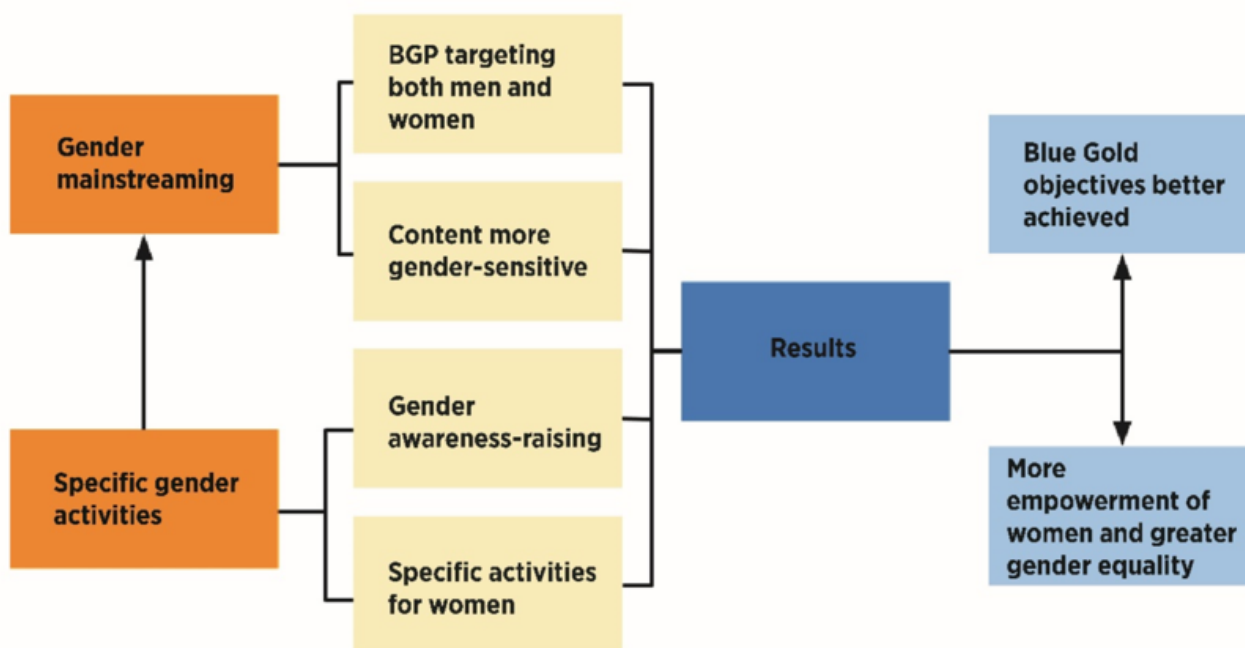 Gender
mainstreaming
Specific gender
activities
BGP targeting
both men and
women
Content more
gender-sensitive
Gender
awareness-raising
Specific activities
for women
Results
Blue Gold
objectives better
achieved
More
empowerment of
women and greater
gender equality